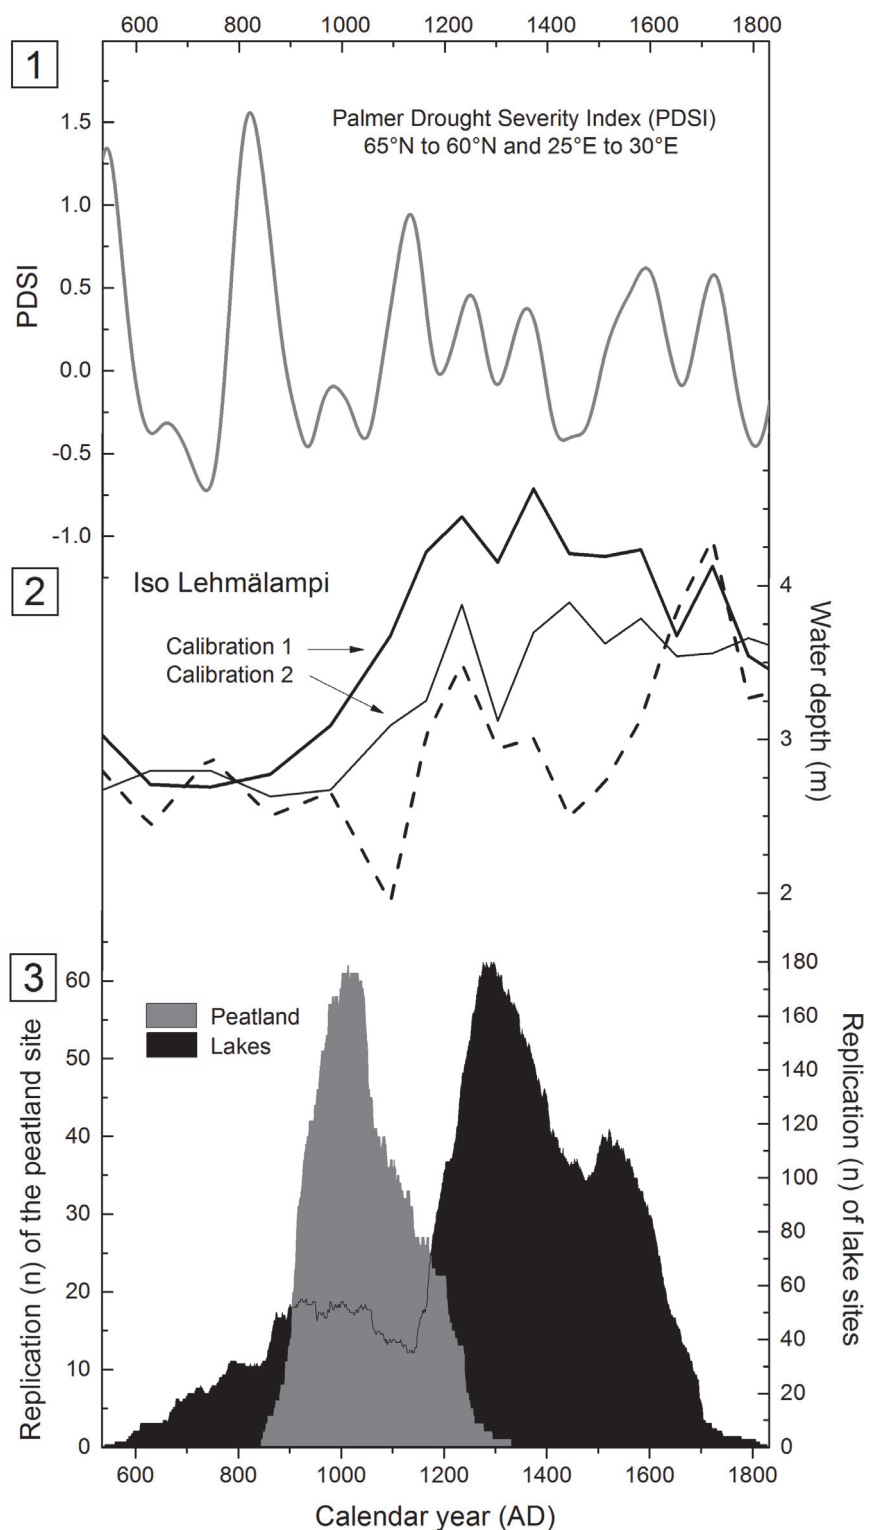 600 800 1000 1200 1400 1600 1800
1
Palmer Drought Severity Index (PDSI)
65°N to 60°N and 25°E to 30°E
PDSI
1.5
1.0
0.5
0.0
-0.5
-1.0
2
Iso Lehmälampi
Calibration 1
Calibration 2
4
3
2
Water depth (m)
3
Peatland
Lakes
Replication (n) of the peatland site
60
50
40
30
20
10
0
180
160
140
120
100
80
60
40
20
0
Replication (n) of
lake sites
600 800 1000 1200 1400 1600 1800
Calendar year (AD)